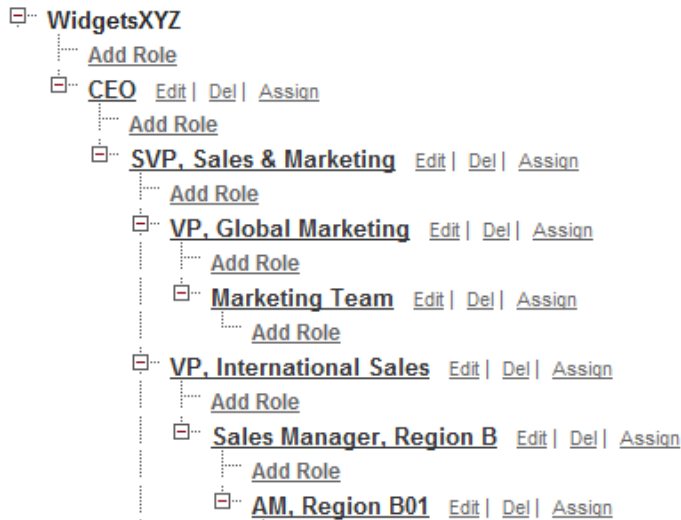 WidgetsXYZ
Add Role
CEO Edit | Del | Assign
Add Role
SVP, Sales & Marketing Edit | Del | Assign
Add Role
VP, Global Marketing Edit | Del | Assign
Add Role
Marketing Team Edit | Del | Assign
Add Role
VP, International Sales Edit | Del | Assign
Add Role
Sales Manager, Region B Edit | Del | Assign
Add Role
AM, Region B01 Edit | Del | Assign